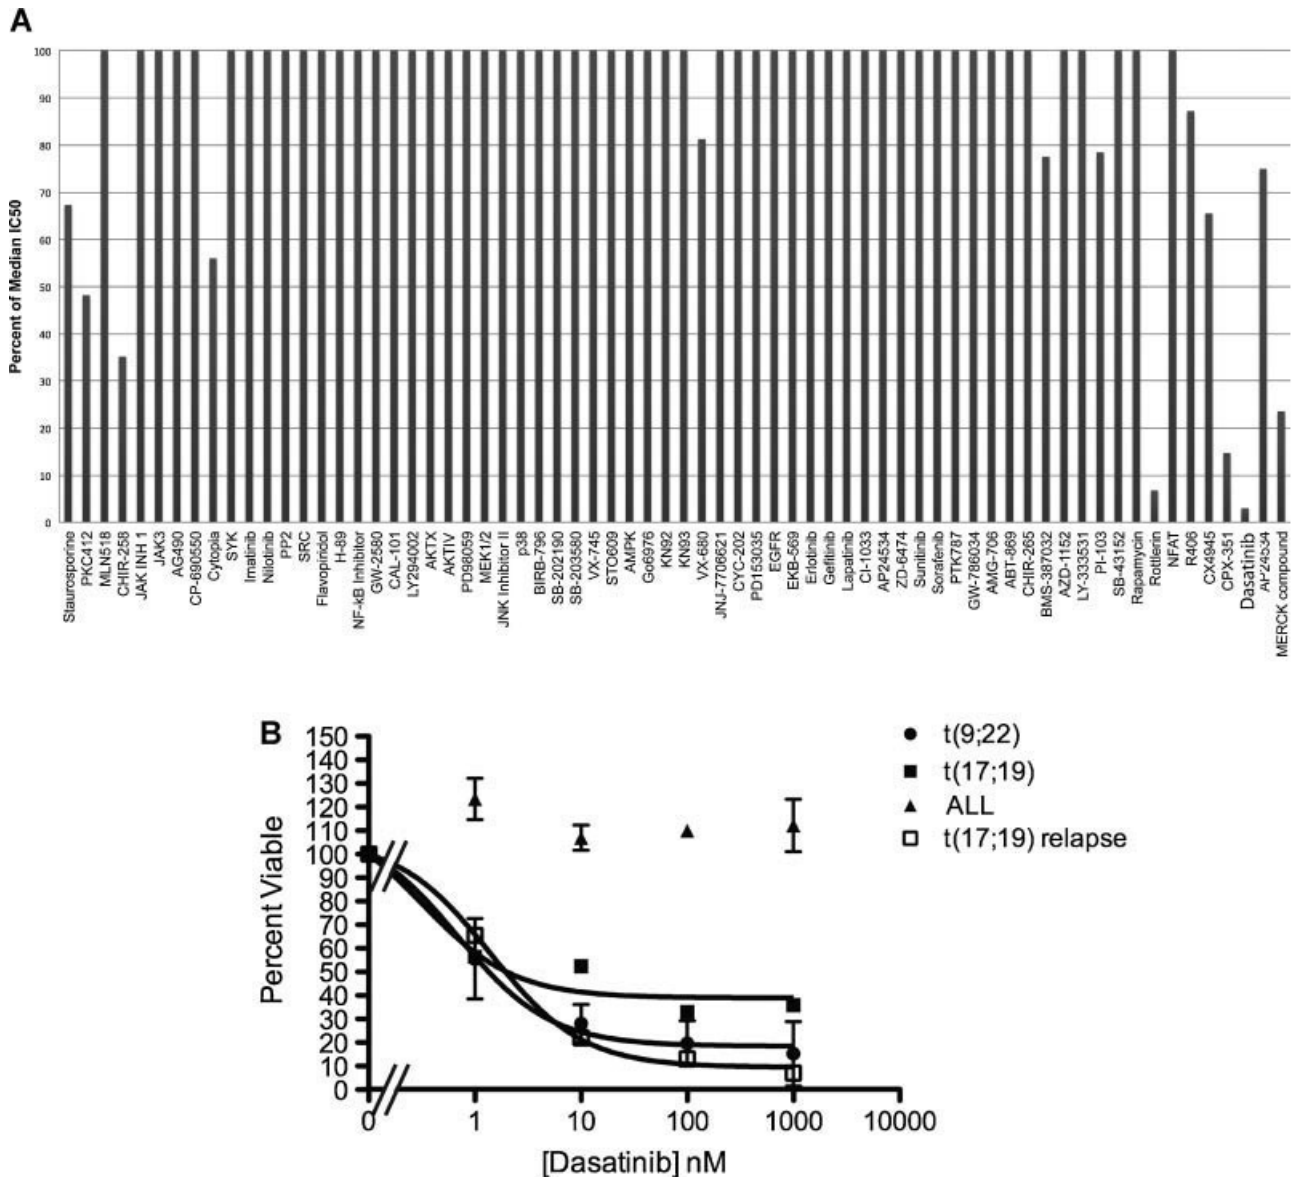 A
Percent of Median IC50
100
90
80
70
60
50
40
30
20
10
0
Staurosporine
PKC412
MLN518
CHIR-258
JAK INH 1
JAK3
AG490
CP-690550
Cytopia
SYK
Imatinib
Nilotinib
PP2
SRC
Flavopiridol
H-89
NF-kB Inhibitor
GW-2580
CAL-101
LY294002
AKTX
AKTIV
PD98059
MEK1/2
JNK Inhibitor II
p38
BIRB-796
SB-202190
SB-203580
VX-745
STO609
AMPK
Go6976
KN92
KN93
VX-680
JNJ-7706621
CYC-202
PD153035
EGFR
EKB-569
Erlotinib
Gefitinib
Lapatinib
CI-1033
AP24534
ZD-6474
Sunitinib
Sorafenib
PTK787
GW-786034
AMG-706
ABT-869
CHIR-265
BMS-387032
AZD-1152
LY-333531
PI-103
SB-431152
Rapamycin
Rottlerin
NFAT
R406
CX4945
CPX-351
Dasatinib
AP24534
MERCK compound
B
Percent Viable
150
140
130
120
110
100
90
80
70
60
50
40
30
20
10
0
0 1 10 100 1000 10000
[Dasatinib] nM
t(9;22)
t(17;19)
ALL
t(17;19) relapse